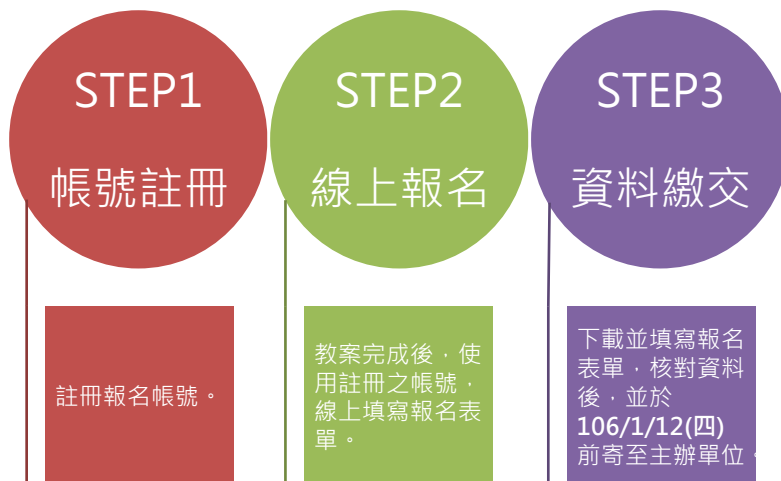 STEP1
帳號註冊
註冊報名帳號。
STEP2
線上報名
教案完成後，使
用註冊之帳號，
線上填寫報名表
單。
STEP3
資料繳交
下載並填寫報名
表單，核對資料
後，並於
106/1/12(四)
前寄至主辦單位。